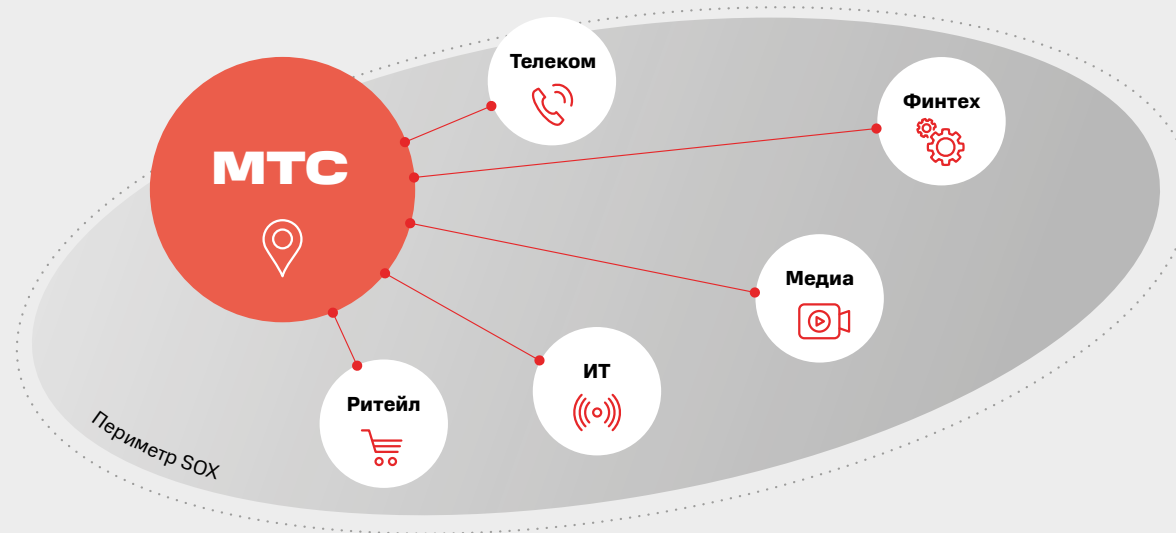 Телеком
Финтех
МТС
Медиа
ИТ
Ритейл
Периметр SOX